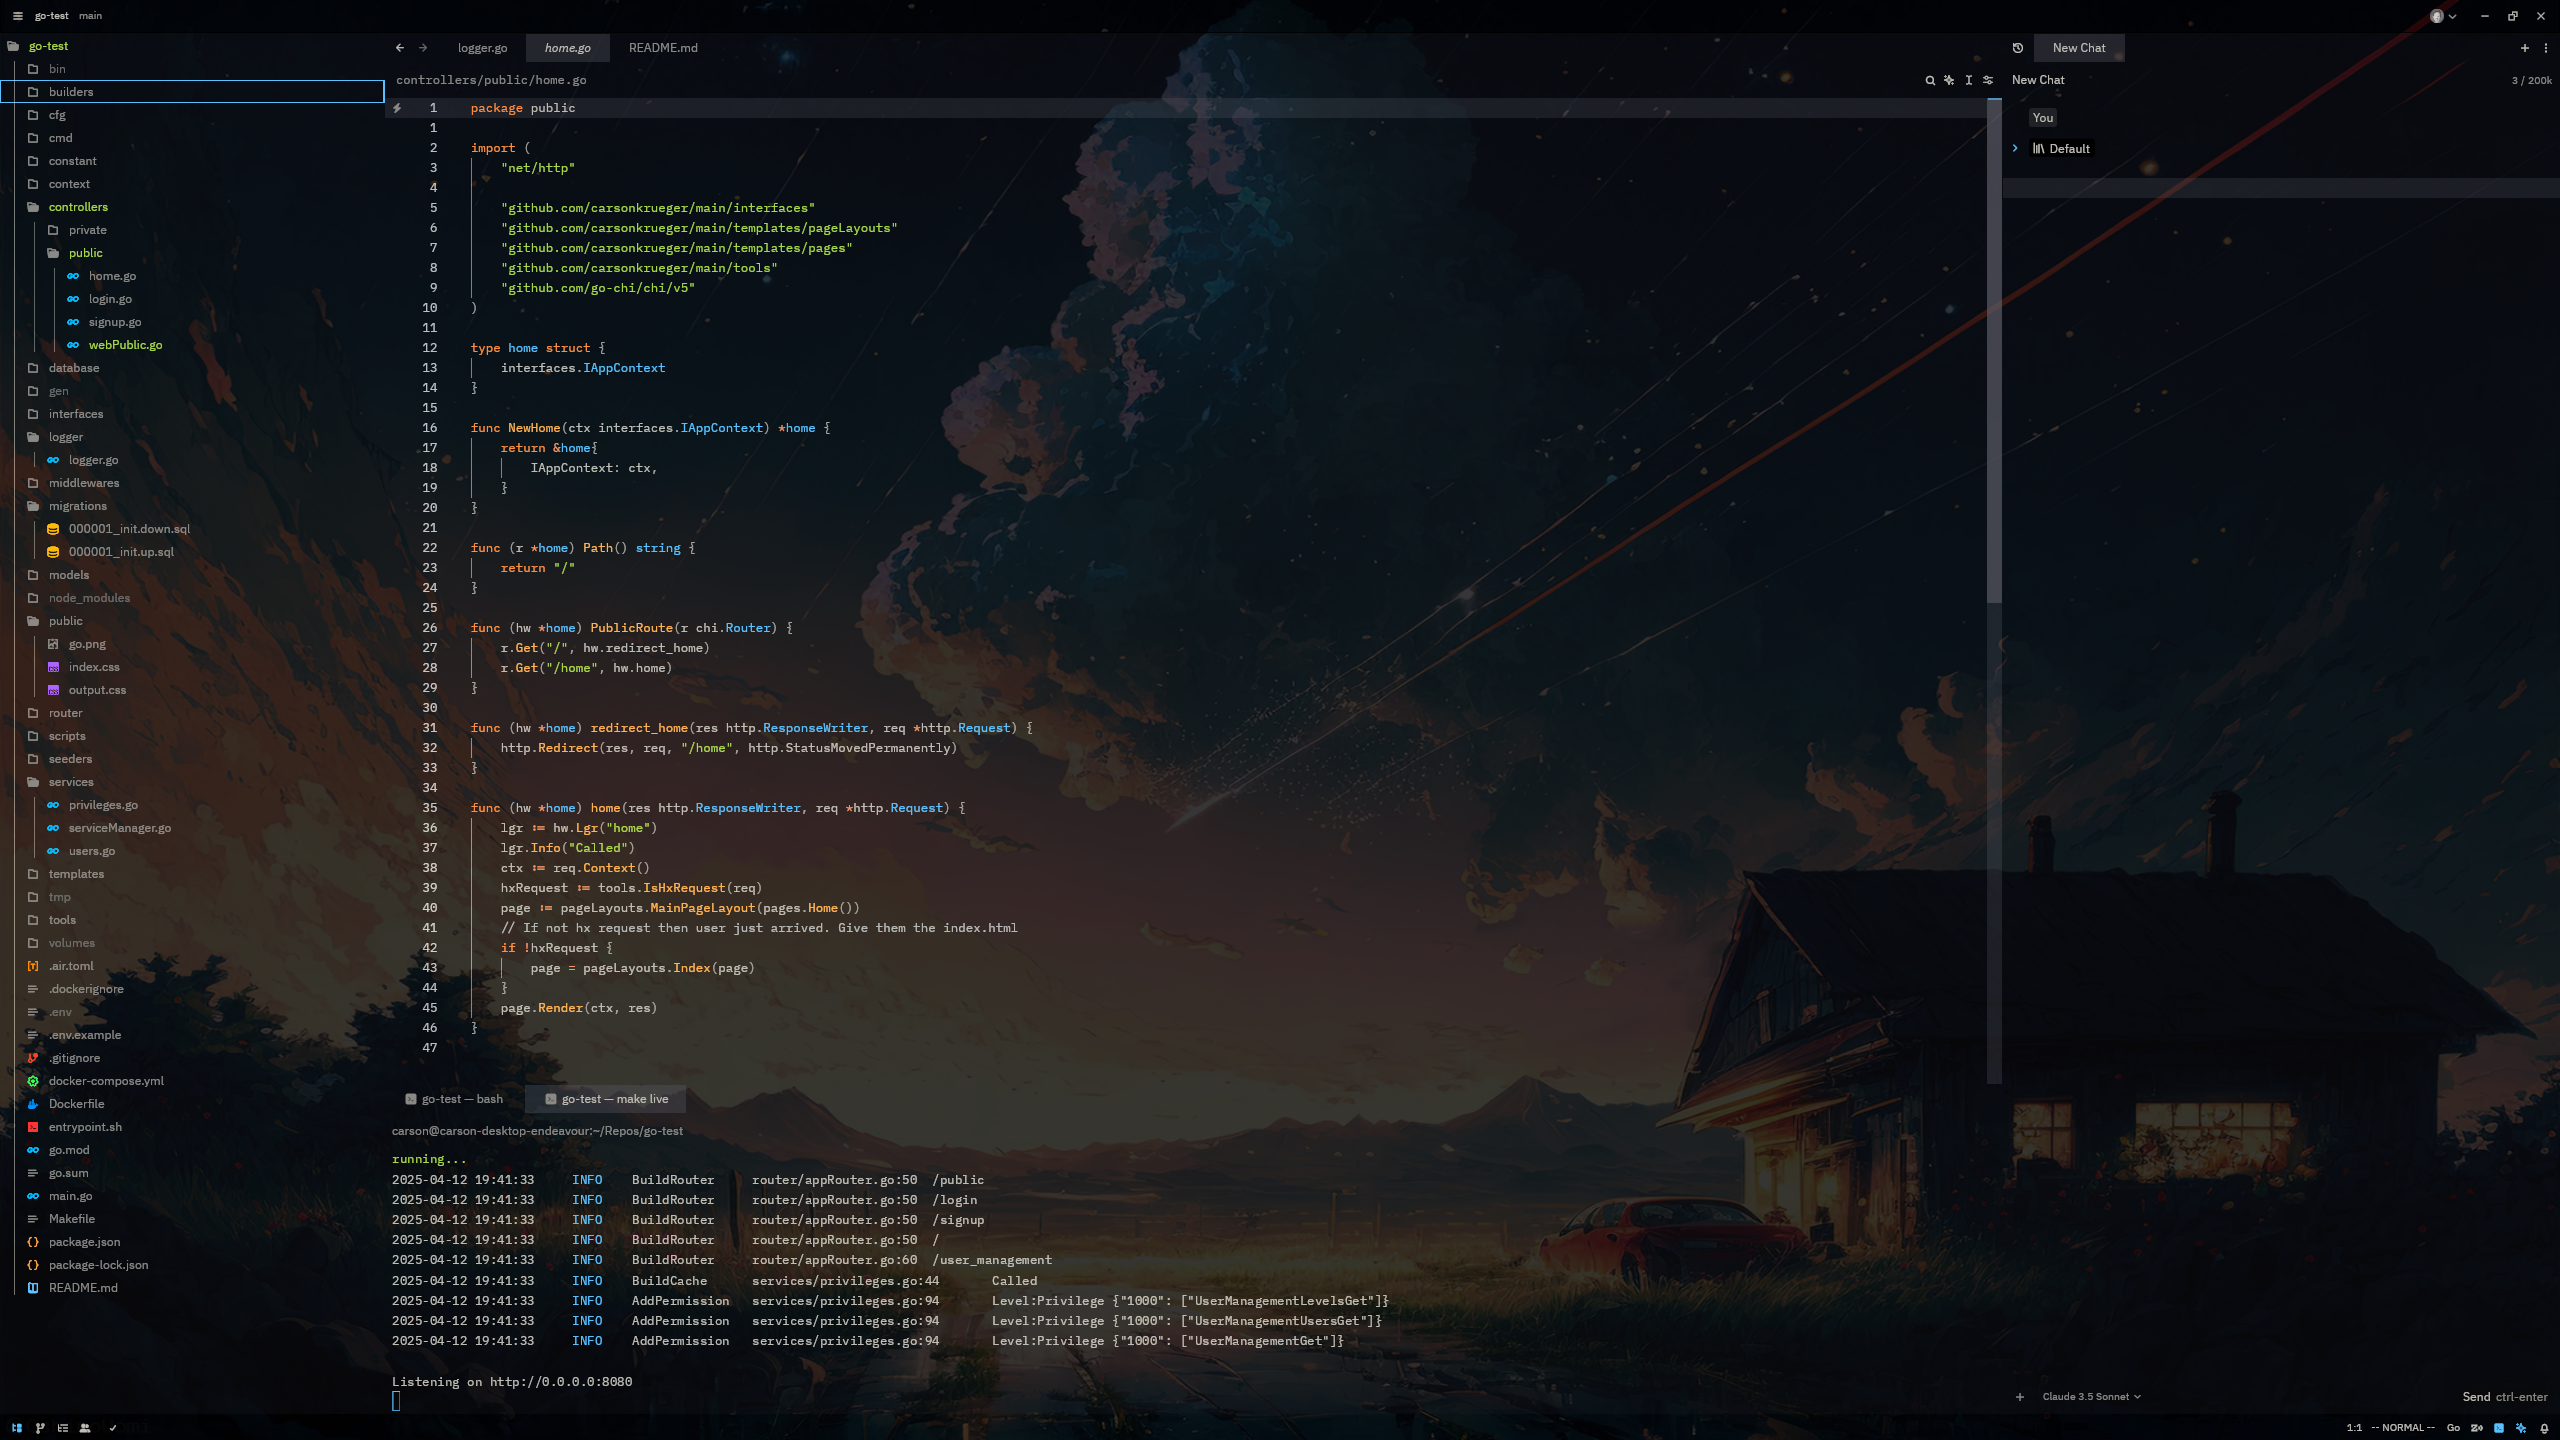 go-test main
go-test
bin
builders
cfg
cmd
constant
context
controllers
private
public
home.go
login.go
signup.go
webPublic.go
database
gen
interfaces
logger
logger.go
middlewares
migrations
000001_init.down.sql
000001_init.up.sql
models
node_modules
public
go.png
index.css
output.css
router
scripts
seeders
services
privileges.go
serviceManager.go
users.go
templates
tmp
tools
volumes
.air.toml
.dockerignore
.env
.env.example
.gitignore
docker-compose.yml
Dockerfile
entrypoint.sh
go.mod
go.sum
main.go
Makefile
package.json
package-lock.json
README.md
logger.go home.go README.md
controllers/public/home.go
1 package public
1
2 import (
3 "net/http"
4
5 "github.com/carsonkrueger/main/interfaces"
6 "github.com/carsonkrueger/main/templates/pageLayouts"
7 "github.com/carsonkrueger/main/templates/pages"
8 "github.com/carsonkrueger/main/tools"
9 "github.com/go-chi/chi/v5"
10 )
11
12 type home struct {
13 interfaces.IAppContext
14 }
15
16 func NewHome(ctx interfaces.IAppContext) *home {
17 return &home{
18 IAppContext: ctx,
19 }
20 }
21
22 func (r *home) Path() string {
23 return "/"
24 }
25
26 func (hw *home) PublicRoute(r chi.Router) {
27 r.Get("/", hw.redirect_home)
28 r.Get("/home", hw.home)
29 }
30
31 func (hw *home) redirect_home(res http.ResponseWriter, req *http.Request) {
32 http.Redirect(res, req, "/home", http.StatusMovedPermanently)
33 }
34
35 func (hw *home) home(res http.ResponseWriter, req *http.Request) {
36 lgr := hw.Lgr("home")
37 lgr.Info("Called")
38 ctx := req.Context()
39 hxRequest := tools.IsHxRequest(req)
40 page := pageLayouts.MainPageLayout(pages.Home())
41 // If not hx request then user just arrived. Give them the index.html
42 if !hxRequest {
43 page = pageLayouts.Index(page)
44 }
45 page.Render(ctx, res)
46 }
47
go-test — bash go-test — make live
carson@carson-desktop-endeavour:~/Repos/go-test
running...
2025-04-12 19:41:33 INFO BuildRouter router/appRouter.go:50 /public
2025-04-12 19:41:33 INFO BuildRouter router/appRouter.go:50 /login
2025-04-12 19:41:33 INFO BuildRouter router/appRouter.go:50 /signup
2025-04-12 19:41:33 INFO BuildRouter router/appRouter.go:50 /
2025-04-12 19:41:33 INFO BuildRouter router/appRouter.go:60 /user_management
2025-04-12 19:41:33 INFO BuildCache services/privileges.go:44 Called
2025-04-12 19:41:33 INFO AddPermission services/privileges.go:94 Level:Privilege {"1000": ["UserManagementLevelsGet"]}
2025-04-12 19:41:33 INFO AddPermission services/privileges.go:94 Level:Privilege {"1000": ["UserManagementUsersGet"]}
2025-04-12 19:41:33 INFO AddPermission services/privileges.go:94 Level:Privilege {"1000": ["UserManagementGet"]}
Listening on http://0.0.0.0:8080
New Chat
New Chat 3 / 200k
You
Default
Claude 3.5 Sonnet Send ctrl-enter
1:1 -- NORMAL -- Go